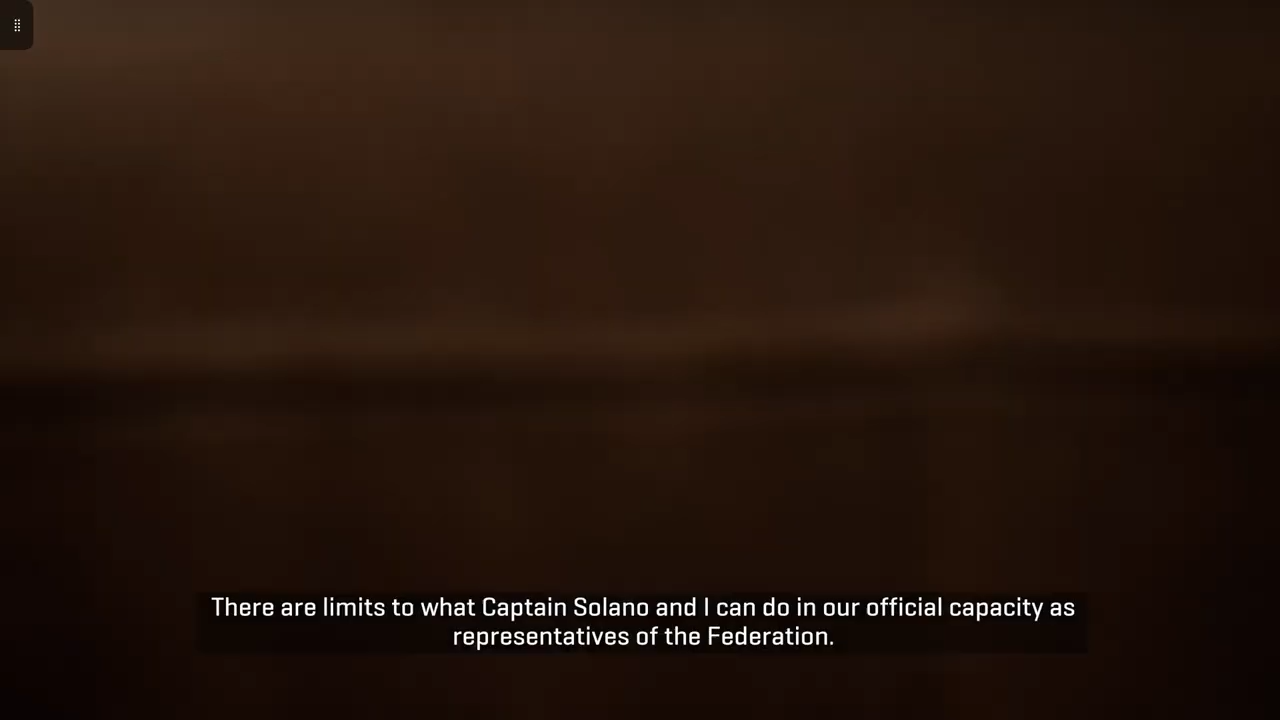 There are limits to what Captain Solano and I can do in our official capacity as
representatives of the Federation.